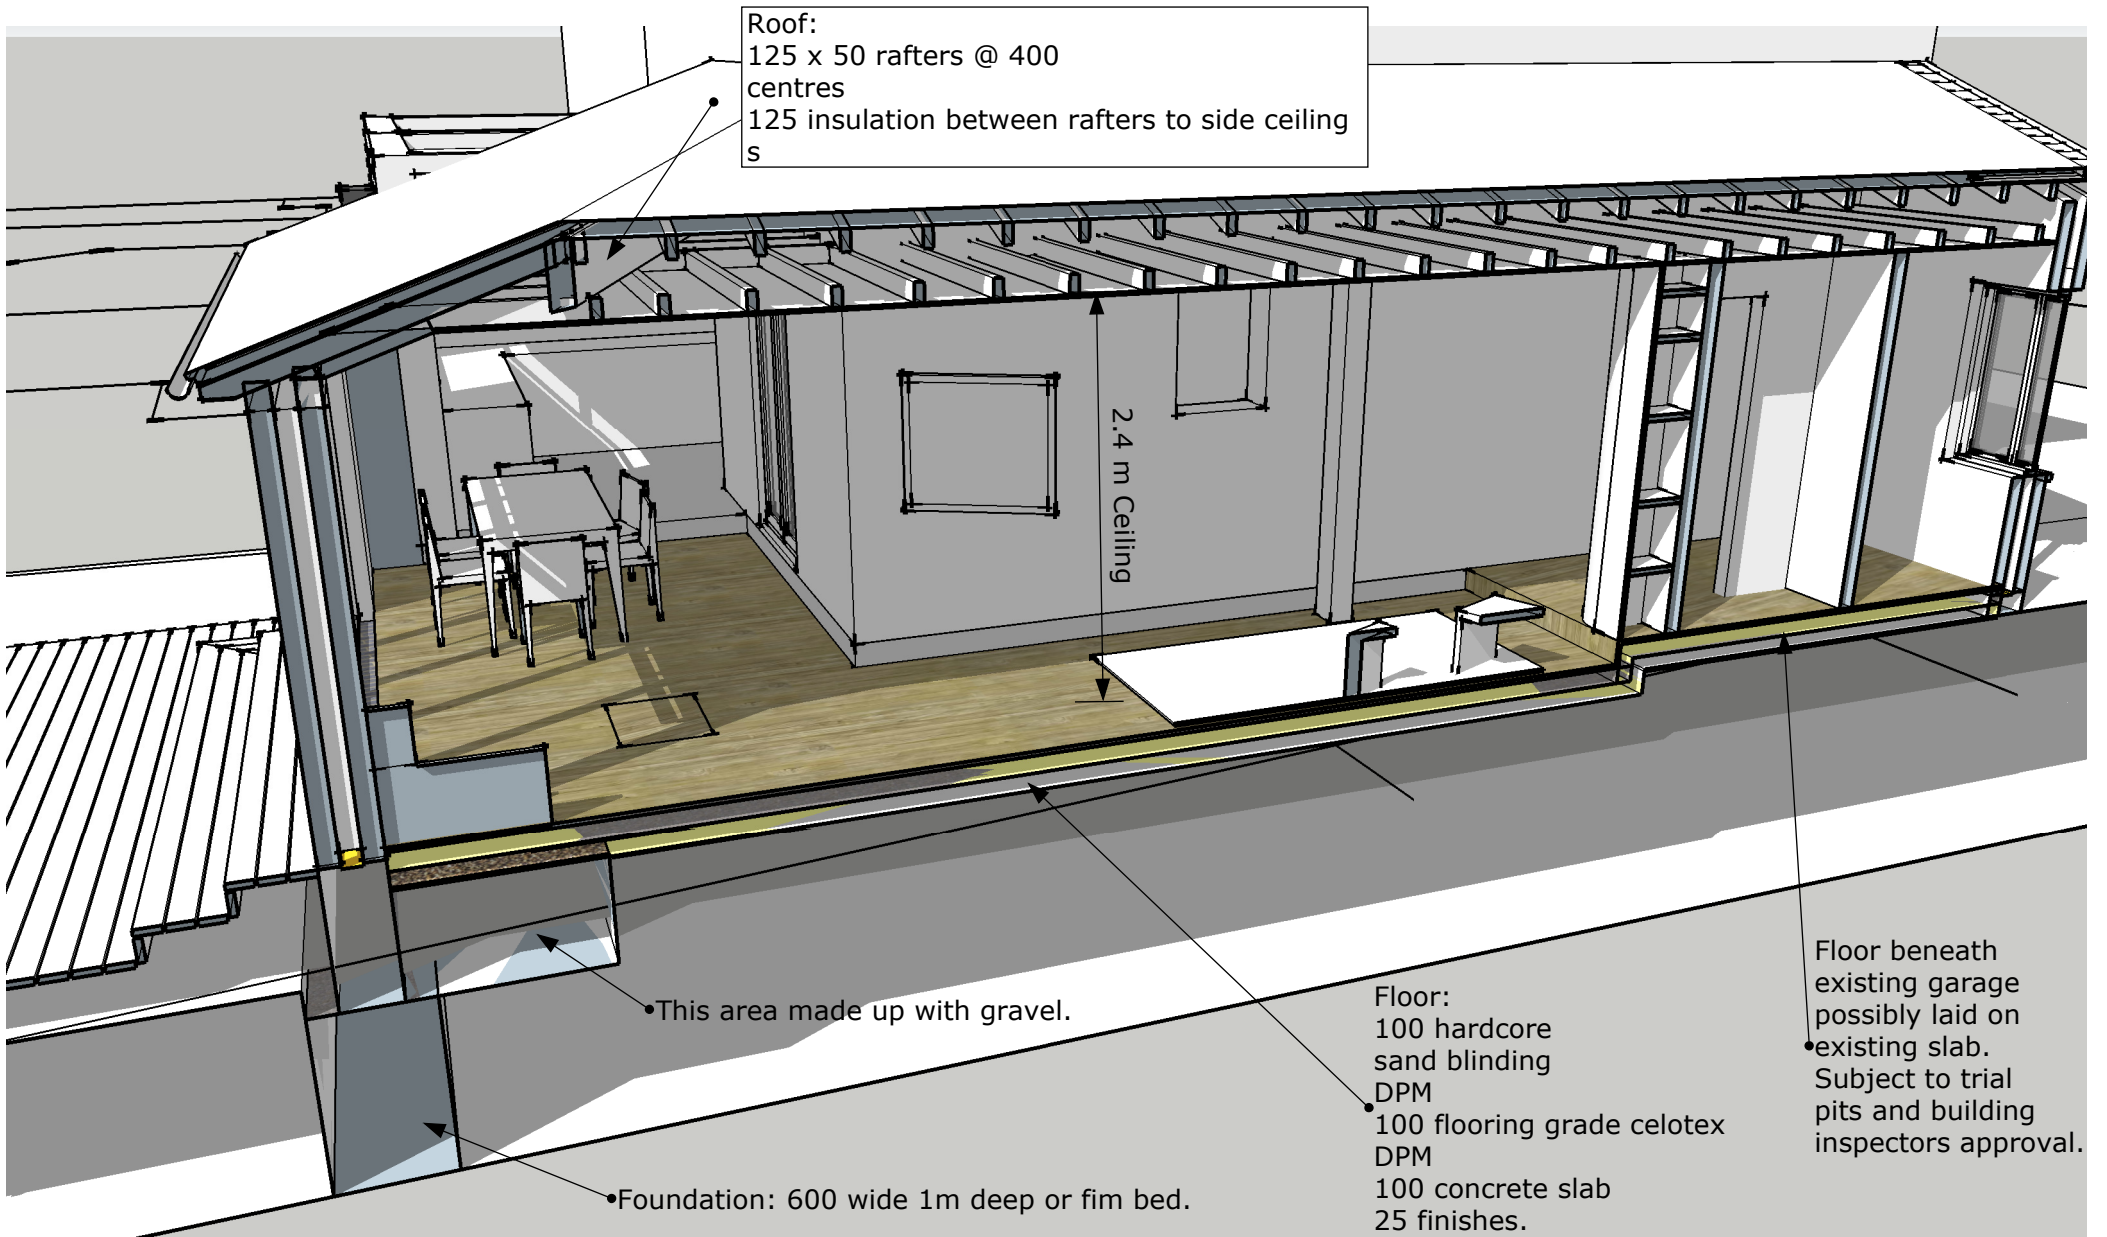 Roof:
125 x 50 rafters @ 400
centres
125 insulation between rafters to side ceiling
s
2.4 m Ceiling
This area made up with gravel.
Foundation: 600 wide 1m deep or fim bed.
Floor:
100 hardcore
sand blinding
DPM
100 flooring grade celotex
DPM
100 concrete slab
25 finishes.
Floor beneath
existing garage
possibly laid on
existing slab.
Subject to trial
pits and building
inspectors approval.